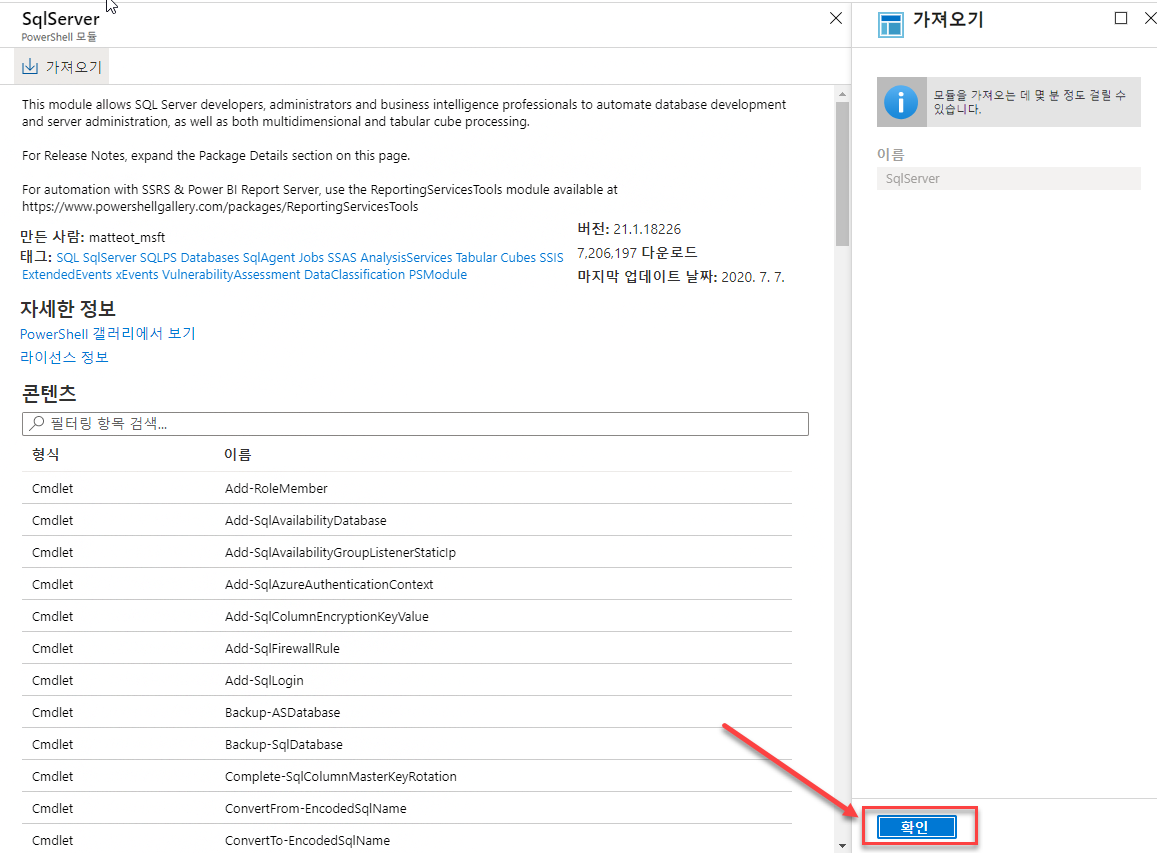 SqlServer
PowerShell 모듈
가져오기
This module allows SQL Server developers, administrators and business intelligence professionals to automate database development
and server administration, as well as both multidimensional and tabular cube processing.
For Release Notes, expand the Package Details section on this page.
For automation with SSRS & Power BI Report Server, use the ReportingServicesTools module available at
https://www.powershellgallery.com/packages/ReportingServicesTools
만든 사람: matteot_msft
태그: SQL SqlServer SQLPS Databases SqlAgent Jobs SSAS AnalysisServices Tabular Cubes SSIS
ExtendedEvents xEvents VulnerabilityAssessment DataClassification PSModule
버전: 21.1.18226
7,206,197 다운로드
마지막 업데이트 날짜: 2020. 7. 7.
자세한 정보
PowerShell 갤러리에서 보기
라이선스 정보
콘텐츠
필터링 항목 검색...
형식 이름
Cmdlet Add-RoleMember
Cmdlet Add-SqlAvailabilityDatabase
Cmdlet Add-SqlAvailabilityGroupListenerStaticIp
Cmdlet Add-SqlAzureAuthenticationContext
Cmdlet Add-SqlColumnEncryptionKeyValue
Cmdlet Add-SqlFirewallRule
Cmdlet Add-SqlLogin
Cmdlet Backup-ASDatabase
Cmdlet Backup-SqlDatabase
Cmdlet Complete-SqlColumnMasterKeyRotation
Cmdlet ConvertFrom-EncodedSqlName
Cmdlet ConvertTo-EncodedSqlName
가져오기
모듈을 가져오는 데 몇 분 정도 걸릴 수
있습니다.
이름
SqlServer
확인